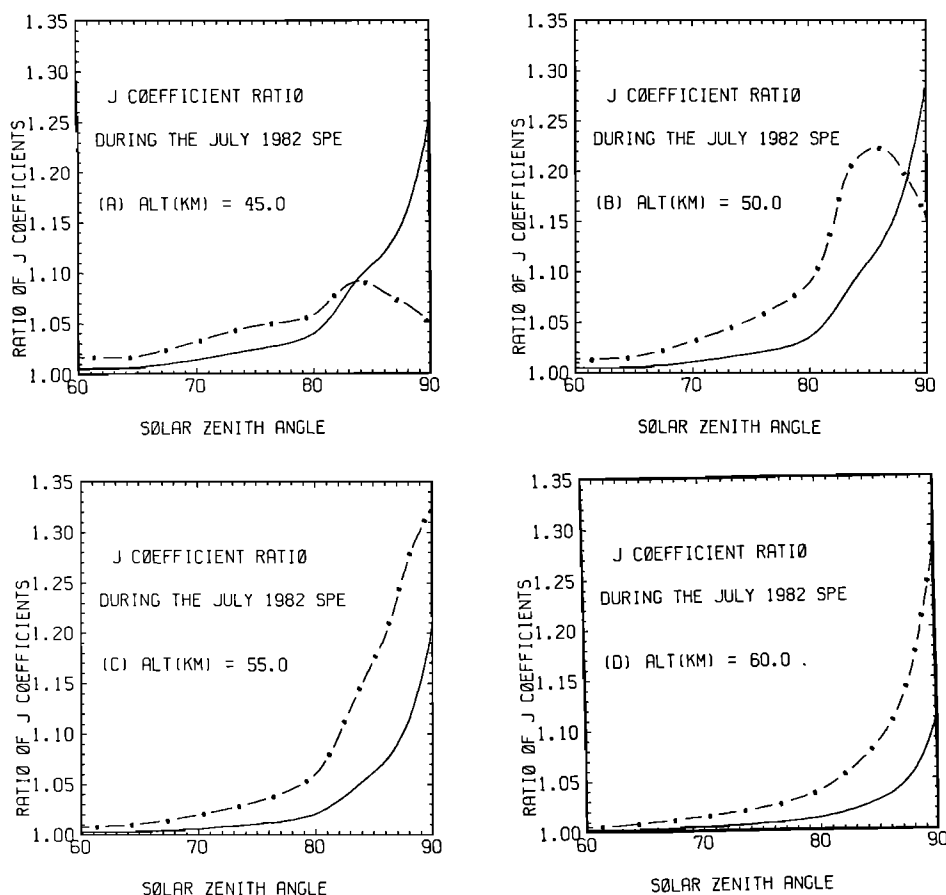 1.35
1.30
1.25
1.20
1.15
1.10
1.05
1.00
RATIØ ØF J CØEFFICIENTS
J CØEFFICIENT RATIØ
DURING THE JULY 1982 SPE
(A) ALT(KM) = 45.0
60 70 80 90
SØLAR ZENITH ANGLE
1.35
1.30
1.25
1.20
1.15
1.10
1.05
1.00
RATIØ ØF J CØEFFICIENTS
J CØEFFICIENT RATIØ
DURING THE JULY 1982 SPE
(B) ALT(KM) = 50.0
60 70 80 90
SØLAR ZENITH ANGLE
1.35
1.30
1.25
1.20
1.15
1.10
1.05
1.00
RATIØ ØF J CØEFFICIENTS
J CØEFFICIENT RATIØ
DURING THE JULY 1982 SPE
(C) ALT(KM) = 55.0
60 70 80 90
SØLAR ZENITH ANGLE
1.35
1.30
1.25
1.20
1.15
1.10
1.05
1.00
RATIØ ØF J CØEFFICIENTS
J CØEFFICIENT RATIØ
DURING THE JULY 1982 SPE
(D) ALT(KM) = 60.0 .
60 70 80 90
SØLAR ZENITH ANGLE